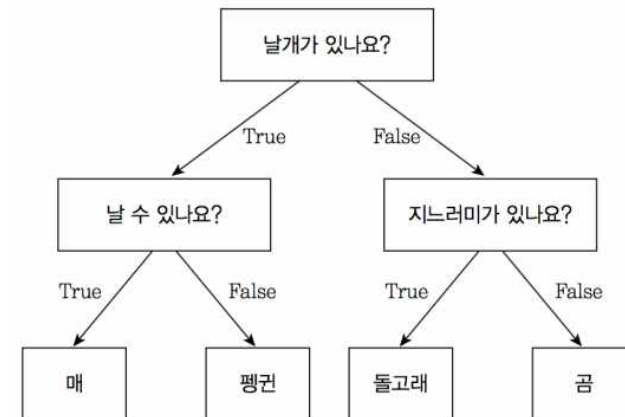 날개가 있나요?
True
False
날 수 있나요?
지느러미가 있나요?
True
False
True
False
매
펭귄
돌고래
곰